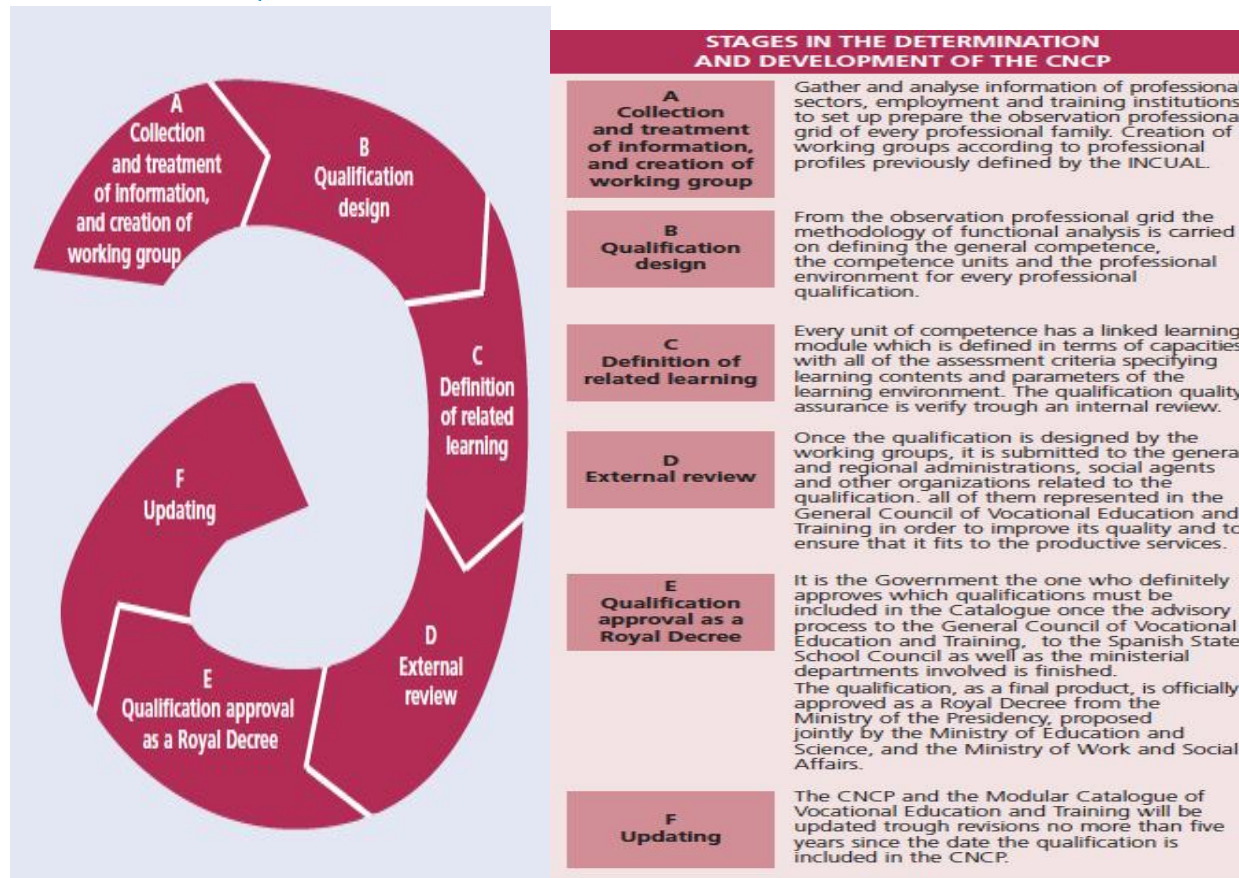 A
Collection
and treatment
of information,
and creation of
working group
B
Qualification
design
C
Definition
of related
learning
D
External
review
E
Qualification approval
as a Royal Decree
F
Updating
STAGES IN THE DETERMINATION
AND DEVELOPMENT OF THE CNCP
A
Collection
and treatment
of information,
and creation of
working group
Gather and analyse information of professional
sectors, employment and training institutions
to set up prepare the observation professional
grid of every professional family. Creation of
working groups according to professional
profiles previously defined by the INCUAL.
B
Qualification
design
From the observation professional grid the
methodology of functional analysis is carried
on defining the general competence,
the competence units and the professional
environment for every professional
qualification.
C
Definition of
related learning
Every unit of competence has a linked learning
module which is defined in terms of capacities
with all of the assessment criteria specifying
learning contents and parameters of the
learning environment. The qualification quality
assurance is verify trough an internal review.
D
External review
Once the qualification is designed by the
working groups, it is submitted to the general
and regional administrations, social agents
and other organizations related to the
qualification. all of them represented in the
General Council of Vocational Education and
Training in order to improve its quality and to
ensure that it fits to the productive services.
E
Qualification
approval as a
Royal Decree
It is the Government the one who definitely
approves which qualifications must be
included in the Catalogue once the advisory
process to the General Council of Vocational
Education and Training, to the Spanish State
School Council as well as the ministerial
departments involved is finished.
The qualification, as a final product, is officially
approved as a Royal Decree from the
Ministry of the Presidency, proposed
jointly by the Ministry of Education and
Science, and the Ministry of Work and Social
Affairs.
F
Updating
The CNCP and the Modular Catalogue of
Vocational Education and Training will be
updated trough revisions no more than five
years since the date the qualification is
included in the CNCP.